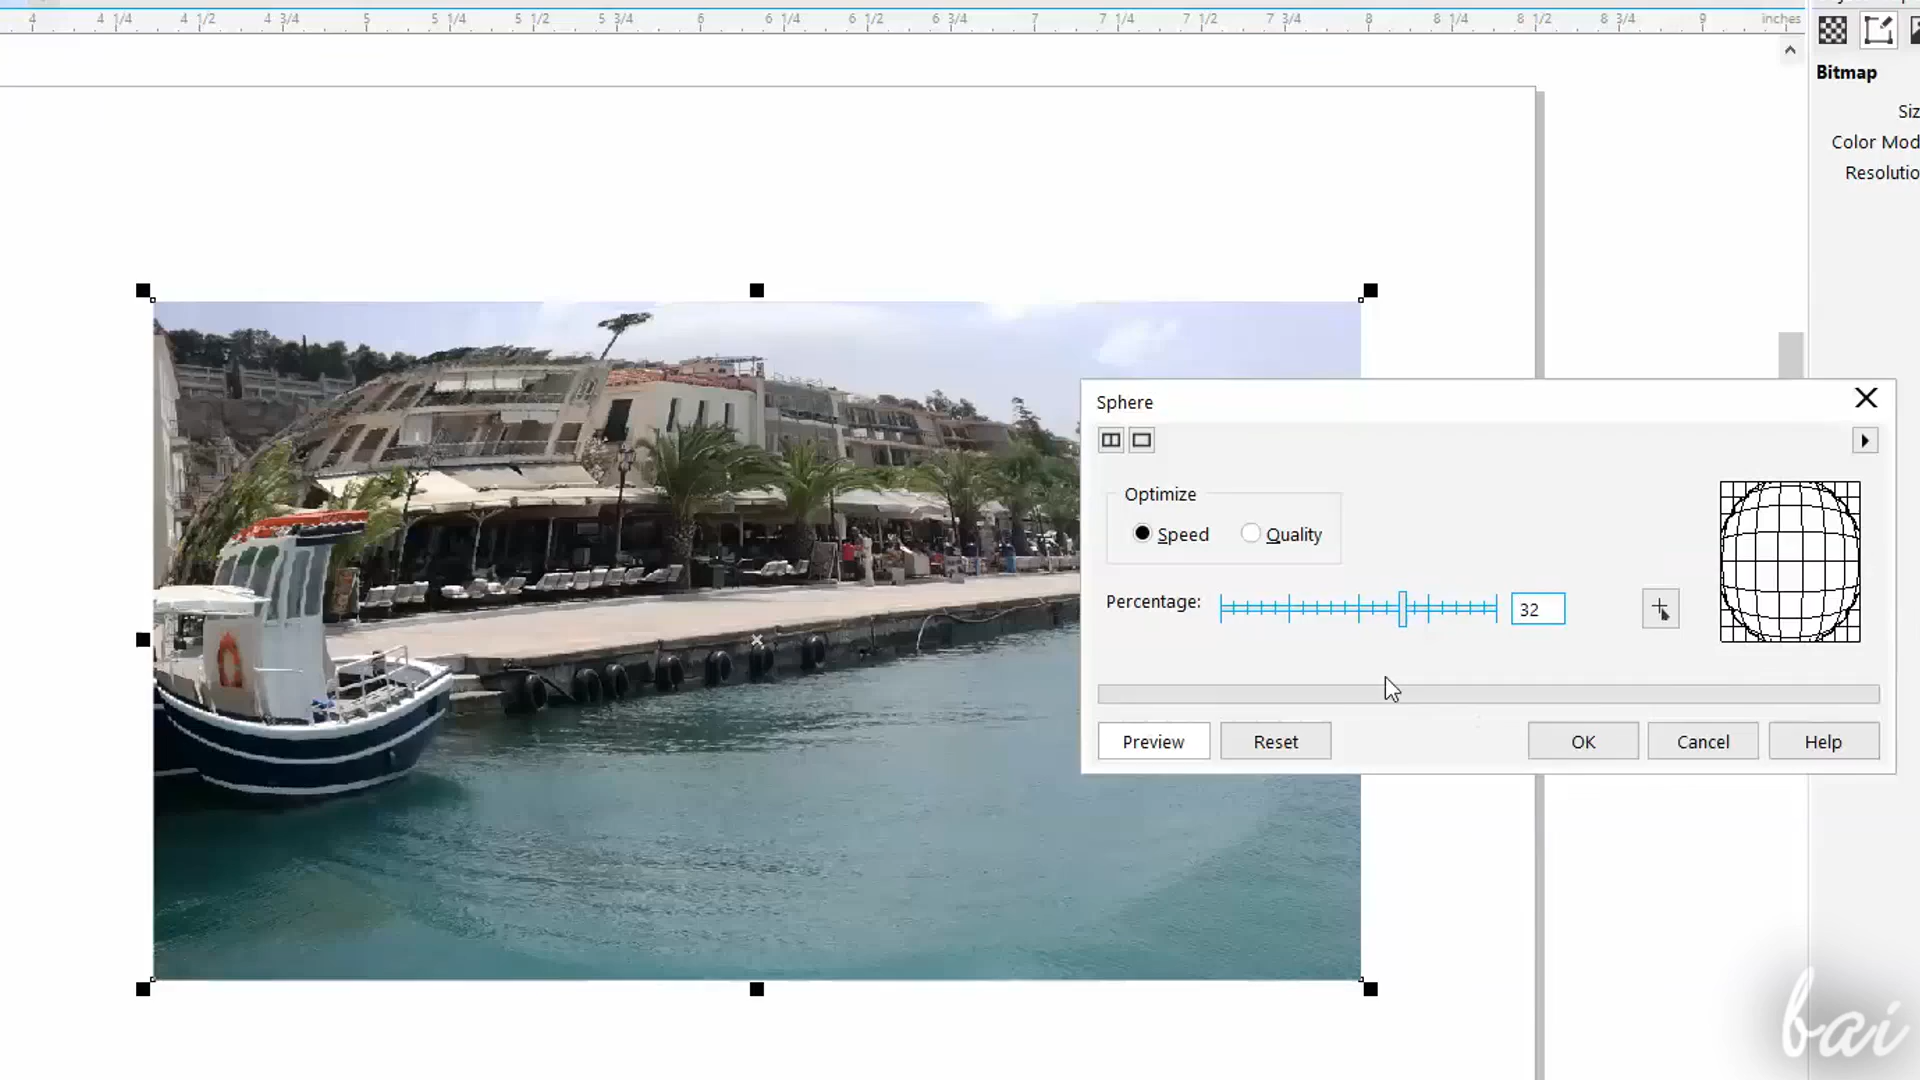 4 4 1/4 4 1/2 4 3/4 5 5 1/4 5 1/2 5 3/4 6 6 1/4 6 1/2 6 3/4 7 7 1/4 7 1/2 7 3/4 8 8 1/4 8 1/2 8 3/4 9 inches
Bitmap
Siz
Color Mod
Resolutio
Sphere
Optimize
Speed Quality
Percentage: 32
Preview Reset OK Cancel Help
bai